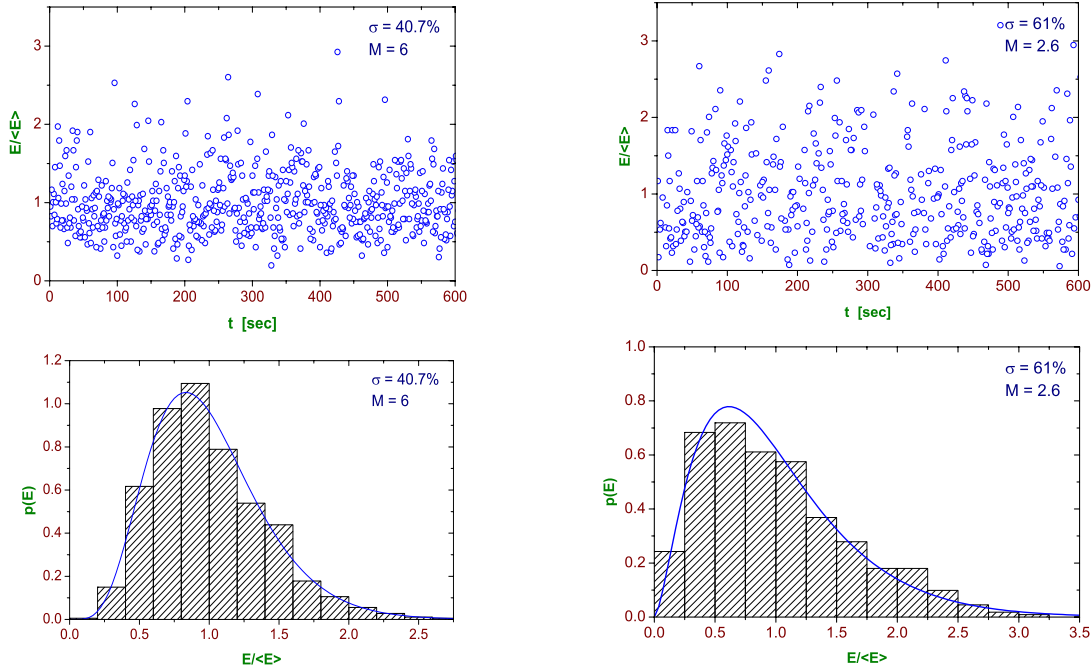 σ = 40.7%
M = 6
3
2
1
0
E/<E>
0 100 200 300 400 500 600
t [sec]
σ = 61%
M = 2.6
3
2
1
0
E/<E>
0 100 200 300 400 500 600
t [sec]
σ = 40.7%
M = 6
1.2
1.0
0.8
0.6
0.4
0.2
0.0
p(E)
0.0 0.5 1.0 1.5 2.0 2.5
E/<E>
σ = 61%
M = 2.6
1.0
0.8
0.6
0.4
0.2
0.0
p(E)
0.0 0.5 1.0 1.5 2.0 2.5 3.0 3.5
E/<E>